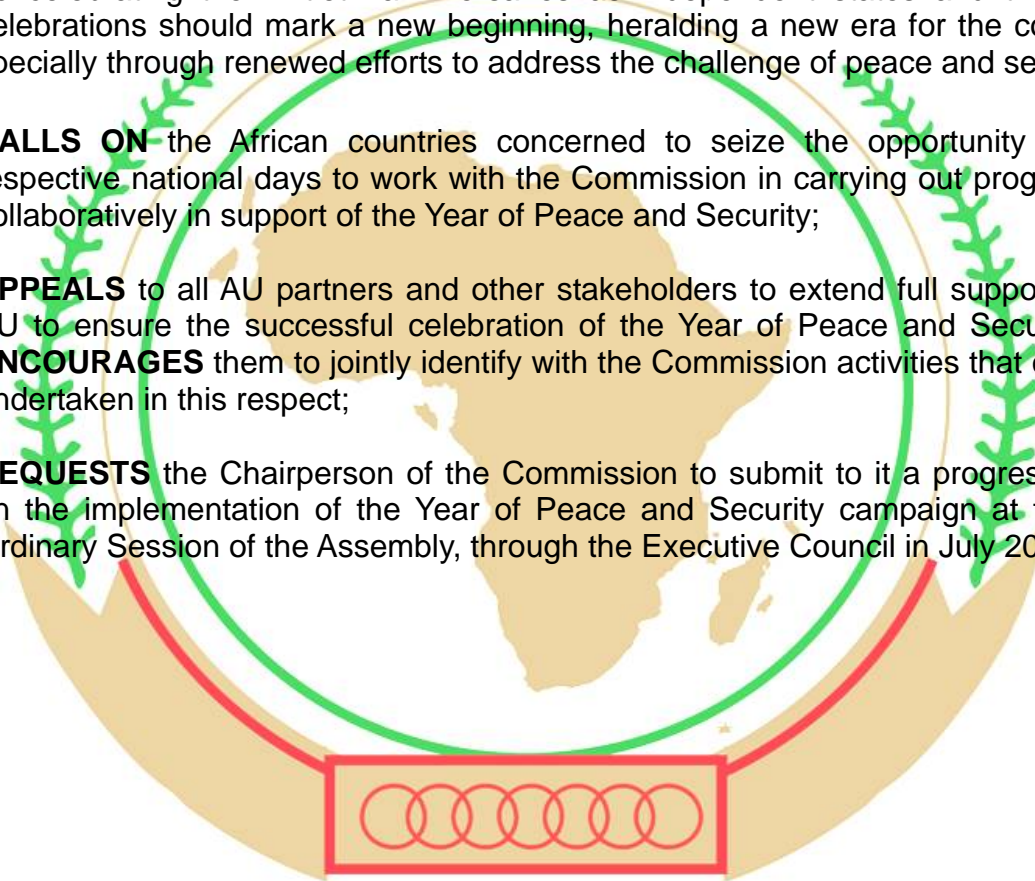 elebrations should mark a new beginning, heralding a new era for the co
pecially through renewed efforts to address the challenge of peace and se
ALLS ON the African countries concerned to seize the opportunity
espective national days to work with the Commission in carrying out prog
ollaboratively in support of the Year of Peace and Security;
PPEALS to all AU partners and other stakeholders to extend full suppo
U to ensure the successful celebration of the Year of Peace and Secu
NCOURAGES them to jointly identify with the Commission activities that
ndertaken in this respect;
EQUESTS the Chairperson of the Commission to submit to it a progres
n the implementation of the Year of Peace and Security campaign at
rdinary Session of the Assembly, through the Executive Council in July 20